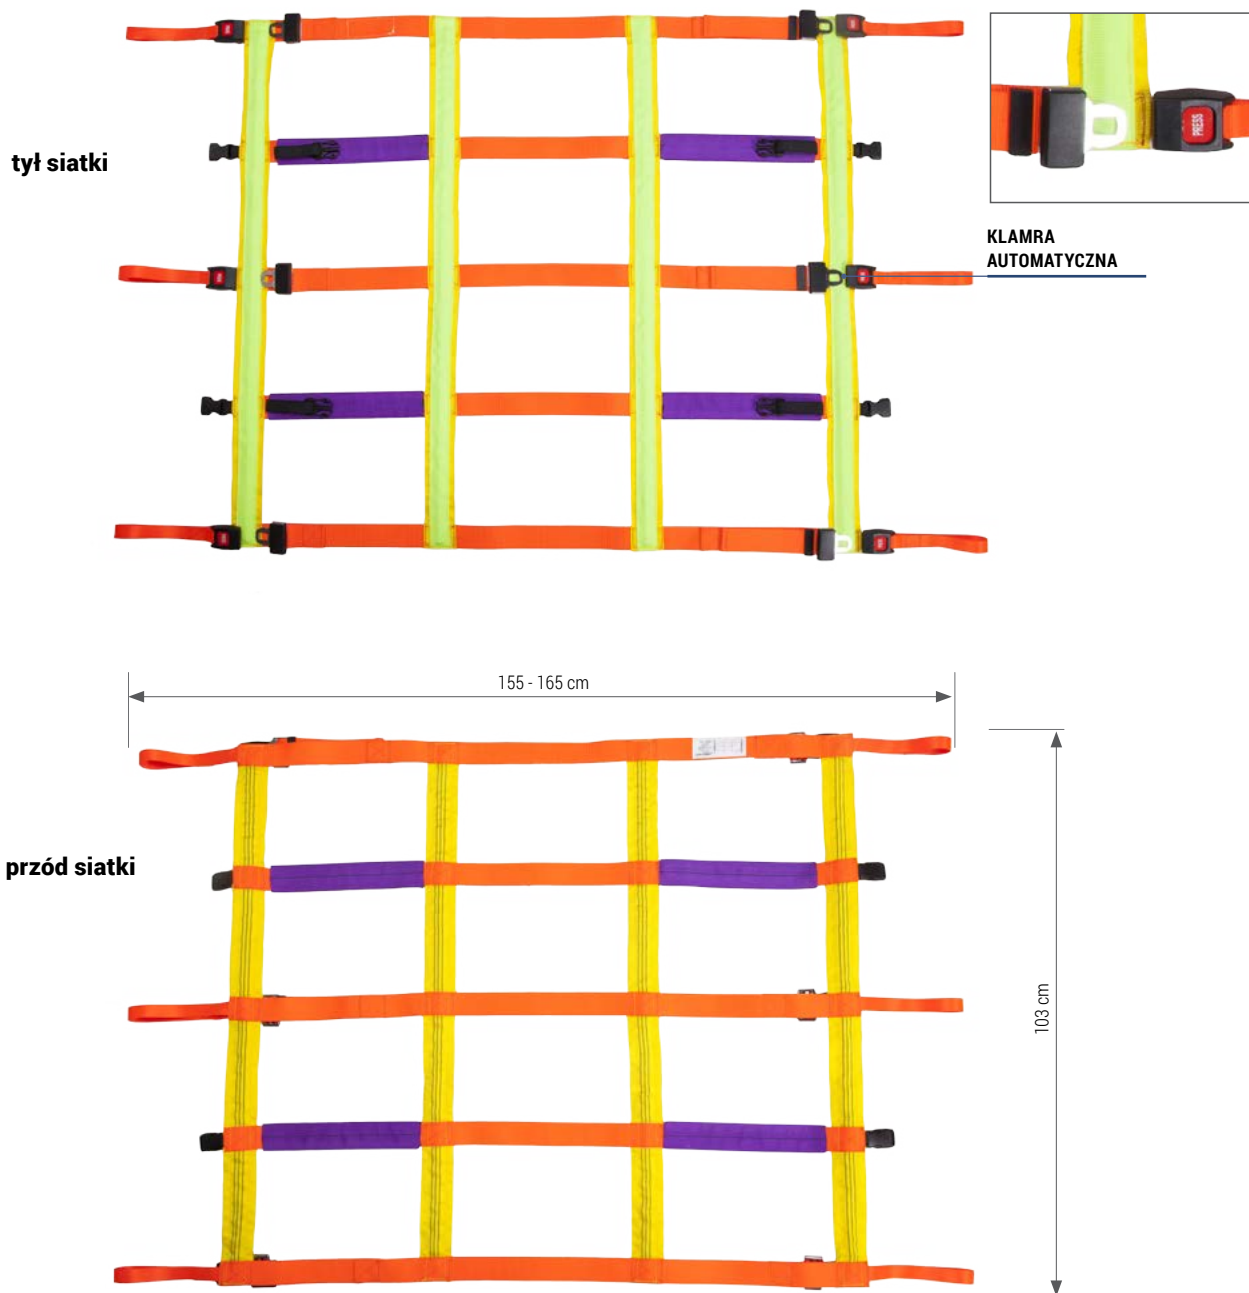 tył siatki
PRESS
KLAMRA
AUTOMATYCZNA
155 - 165 cm
przód siatki
103 cm